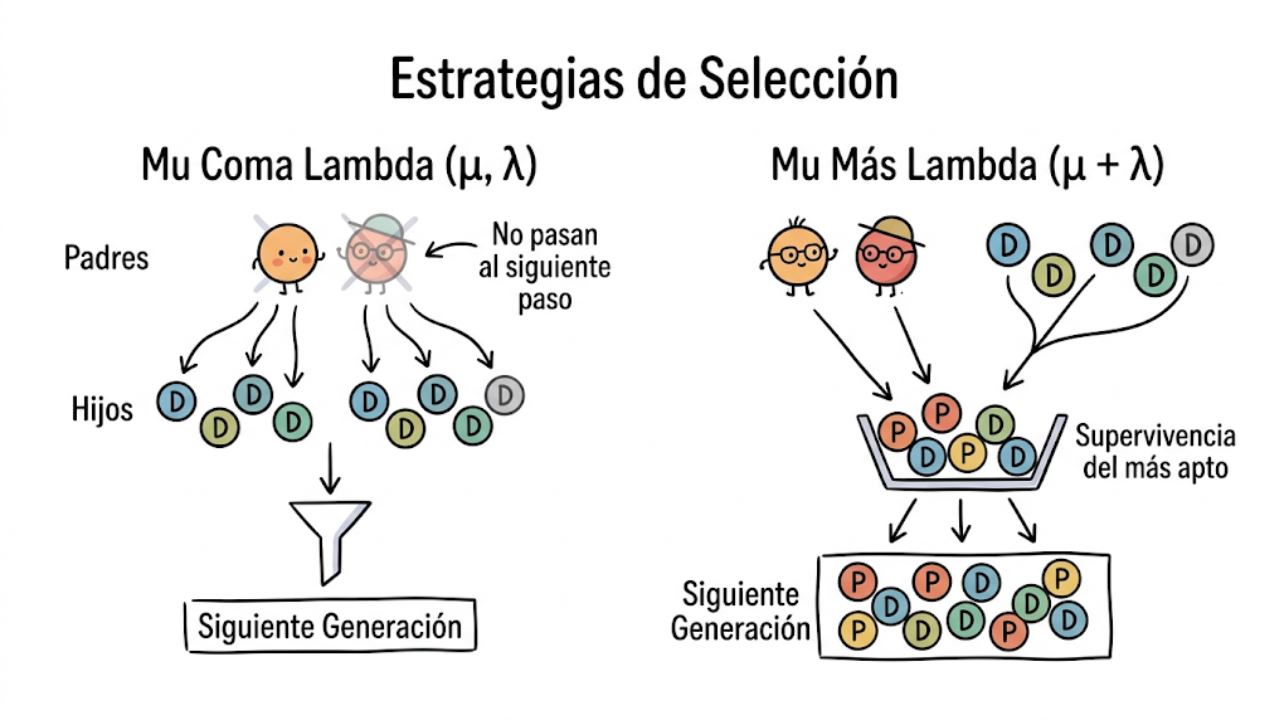 Estrategias de Selección
Mu Coma Lambda (μ, λ)
Padres
No pasan
al siguiente
paso
Hijos
D
D
D
D
D
D
D
D
D
Siguiente Generación
Mu Más Lambda (μ + λ)
D
D
D
D
D
P
P
D
D
P
D
Supervivencia
del más apto
Siguiente
Generación
P
P
D
P
D
D
D
P
D
P
D